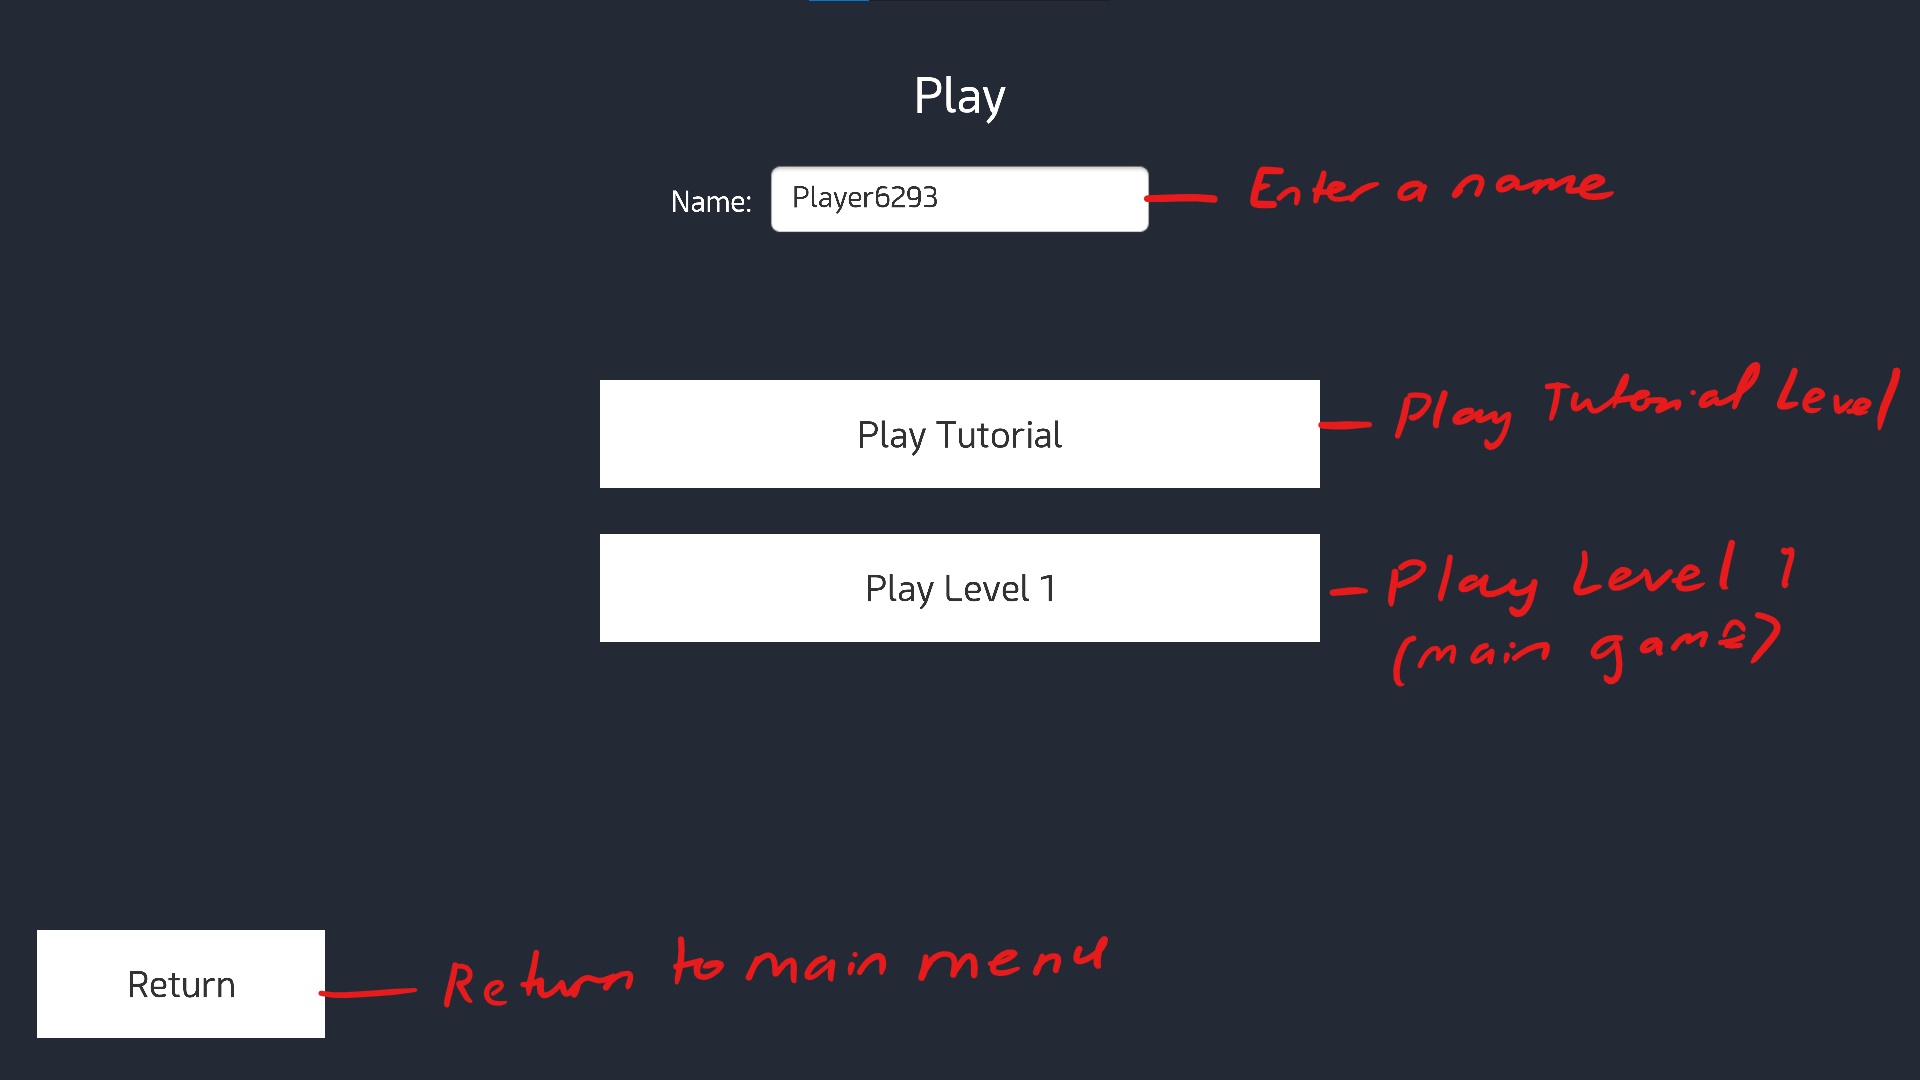 Play
Name: Player6293 Enter a name
Play Tutorial Play Tutorial Level
Play Level 1 Play Level 1
(main game)
Return Return to main menu